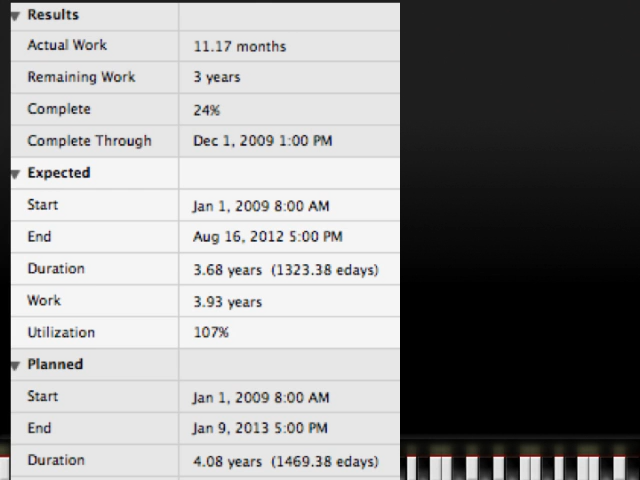 Results
Actual Work 11.17 months
Remaining Work 3 years
Complete 24%
Complete Through Dec 1, 2009 1:00 PM
Expected
Start Jan 1, 2009 8:00 AM
End Aug 16, 2012 5:00 PM
Duration 3.68 years (1323.38 edays)
Work 3.93 years
Utilization 107%
Planned
Start Jan 1, 2009 8:00 AM
End Jan 9, 2013 5:00 PM
Duration 4.08 years (1469.38 edays)